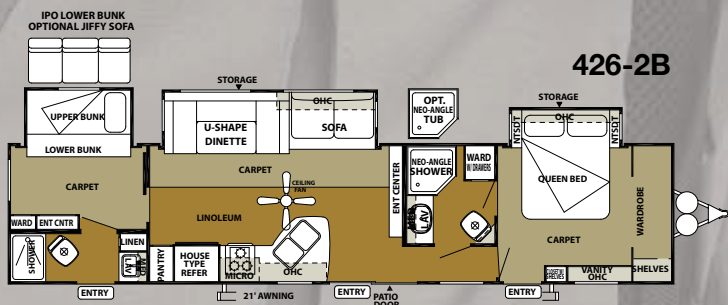 IPO LOWER BUNK
OPTIONAL JIFFY SOFA
426-2B
STORAGE
STORAGE
UPPER BUNK
LOWER BUNK
U-SHAPE
DINETTE
OHC
SOFA
OPT.
NEO-ANGLE
TUB
NTSDT
OHC
NTSDT
CARPET
CARPET
CEILING
FAN
ENT CENTER
NEO-ANGLE
SHOWER
WARD
W/ DRAWERS
QUEEN BED
WARDROBE
LINOLEUM
MED
LAV
CARPET
WARD
ENT CNTR
SHOWER
LINEN
LAV
MED
PANTRY
HOUSE
TYPE
REFER
MICRO
OHC
VANITY
OHC
SHELVES
ENTRY
21' AWNING
ENTRY
PATIO
DOOR
ENTRY